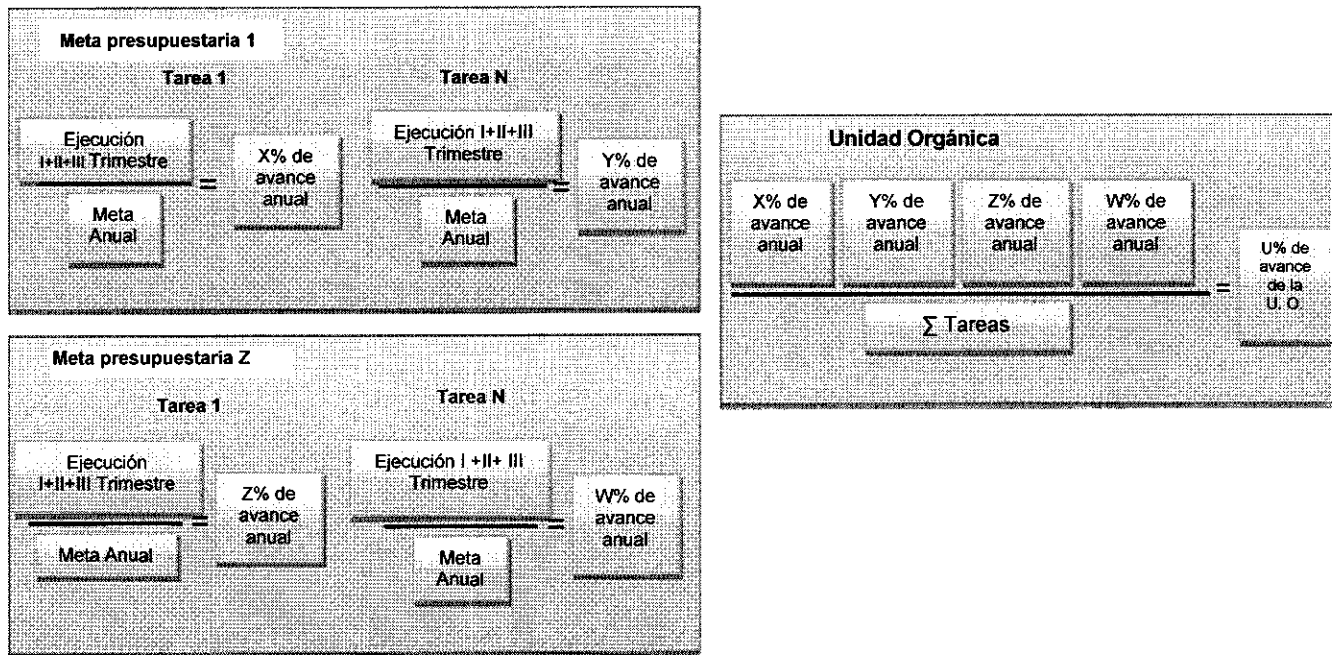 Meta presupuestaria 1
Tarea 1
Tarea N
Ejecución
I+II+III Trimestre
=
X% de
avance
anual
Meta
Anual
Ejecución I+II+III
Trimestre
=
Y% de
avance
anual
Meta
Anual
Meta presupuestaria Z
Tarea 1
Tarea N
Ejecución
I+II+III Trimestre
=
Z% de
avance
anual
Meta Anual
Ejecución I +II+ III
Trimestre
=
W% de
avance
anual
Meta
Anual
Unidad Orgánica
X% de
avance
anual
Y% de
avance
anual
Z% de
avance
anual
W% de
avance
anual
=
U% de
avance
de la
U. O.
∑ Tareas